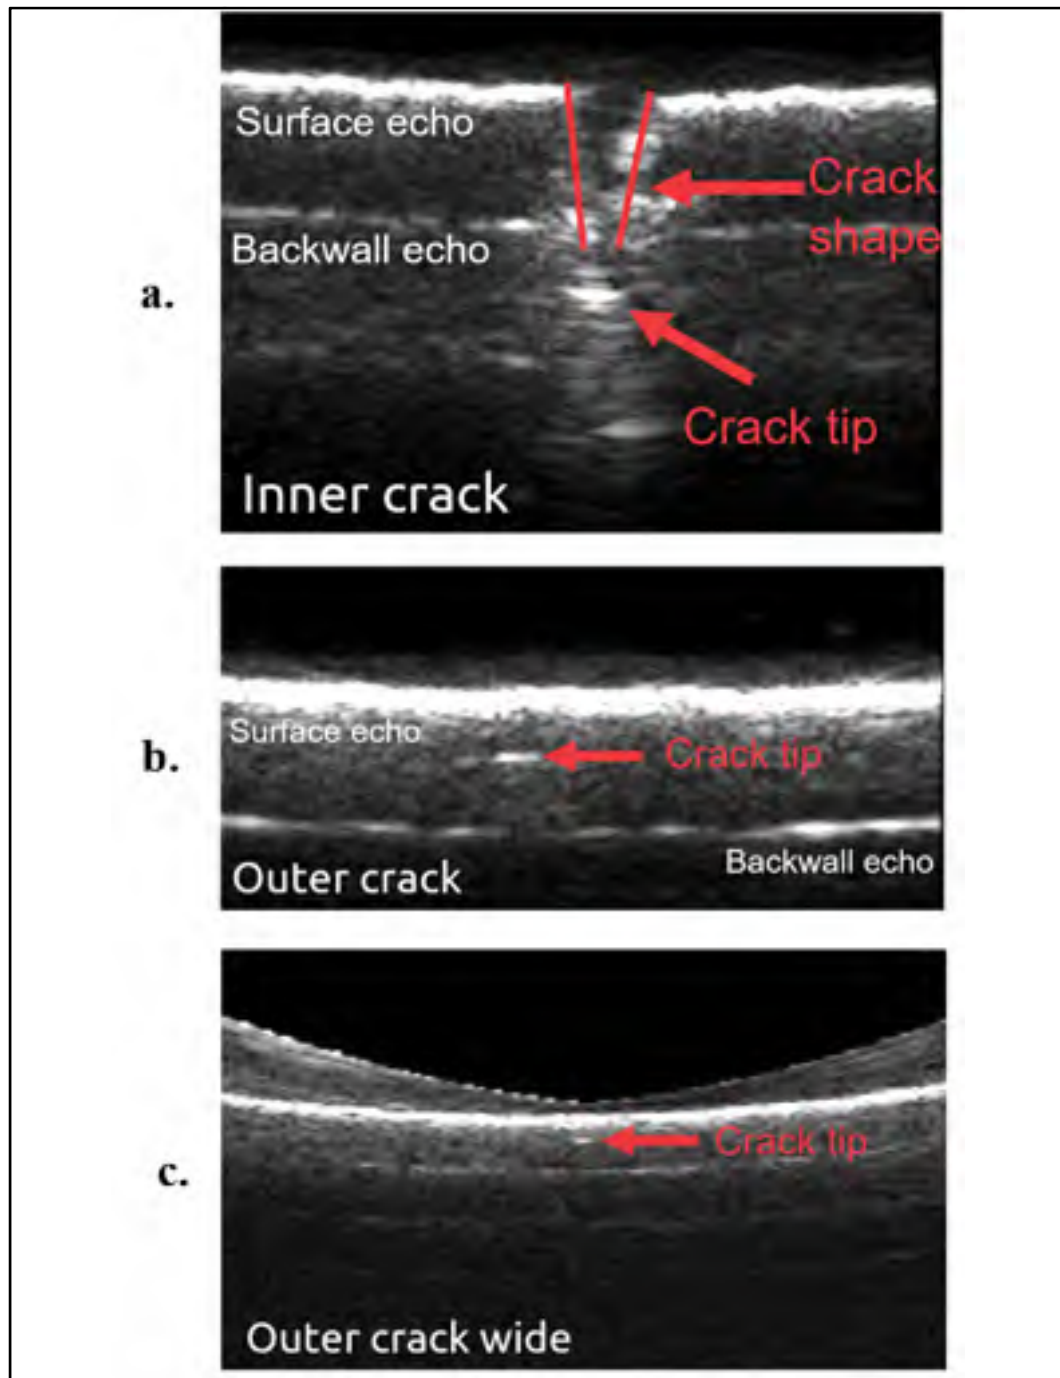 Surface echo
Crack
shape
Backwall echo
a.
Crack tip
Inner crack
Surface echo
b.
Crack tip
Outer crack
Backwall echo
Crack tip
c.
Outer crack wide